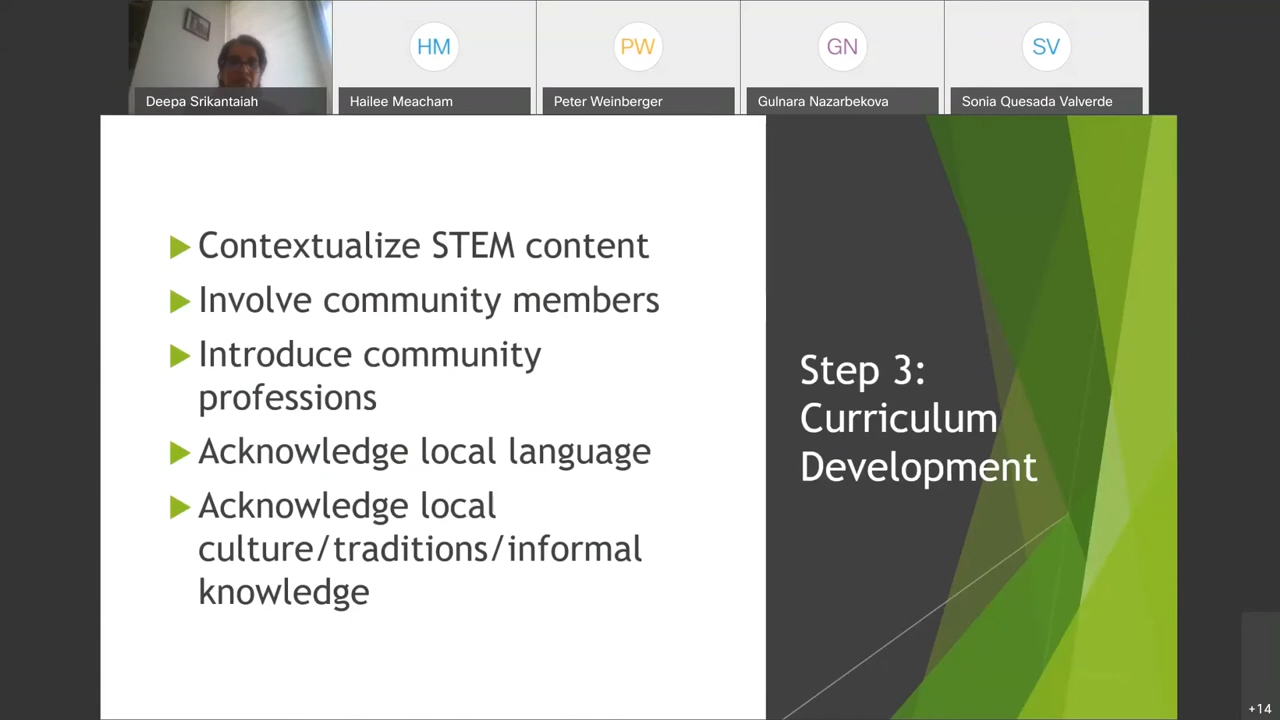 HM
PW
GN
SV
Deepa Srikantaiah
Hailee Meacham
Peter Weinberger
Gulnara Nazarbekova
Sonia Quesada Valverde
Contextualize STEM content
Involve community members
Introduce community
professions
Acknowledge local language
Acknowledge local
culture/traditions/informal
knowledge
Step 3:
Curriculum
Development
+14